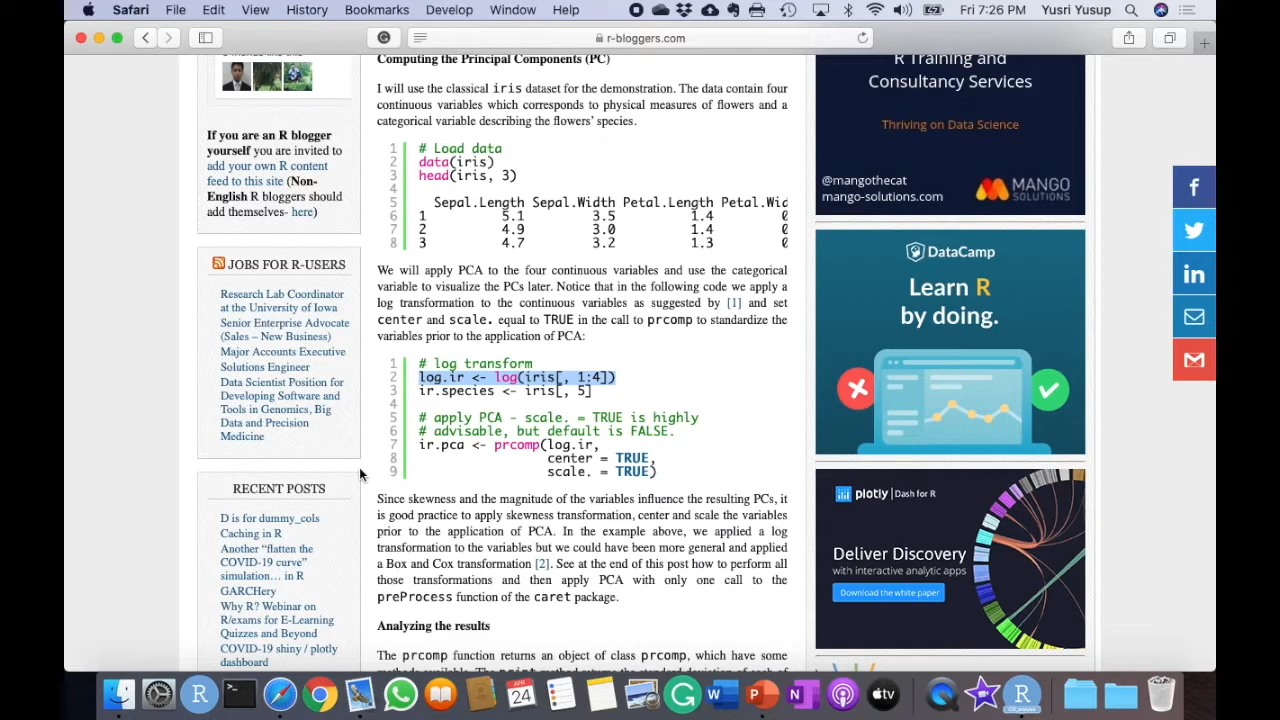 Safari File Edit View History Bookmarks Develop Window Help Fri 7:26 PM Yusri Yusup
r-bloggers.com
If you are an R blogger
yourself you are invited to
add your own R content
feed to this site (Non-
English R bloggers should
add themselves- here)
JOBS FOR R-USERS
Research Lab Coordinator
at the University of Iowa
Senior Enterprise Advocate
(Sales – New Business)
Major Accounts Executive
Solutions Engineer
Data Scientist Position for
Developing Software and
Tools in Genomics, Big
Data and Precision
Medicine
RECENT POSTS
D is for dummy_cols
Caching in R
Another “flatten the
COVID-19 curve”
simulation… in R
GARCHery
Why R? Webinar on
R/exams for E-Learning
Quizzes and Beyond
COVID-19 shiny / plotly
dashboard
Computing the Principal Components (PC)
I will use the classical iris dataset for the demonstration. The data contain four
continuous variables which corresponds to physical measures of flowers and a
categorical variable describing the flowers’ species.
1 # Load data
2 data(iris)
3 head(iris, 3)
4
5 Sepal.Length Sepal.Width Petal.Length Petal.Wid
6 1 5.1 3.5 1.4 0
7 2 4.9 3.0 1.4 0
8 3 4.7 3.2 1.3 0
We will apply PCA to the four continuous variables and use the categorical
variable to visualize the PCs later. Notice that in the following code we apply a
log transformation to the continuous variables as suggested by [1] and set
center and scale. equal to TRUE in the call to prcomp to standardize the
variables prior to the application of PCA:
1 # log transform
2 log.ir <- log(iris[, 1:4])
3 ir.species <- iris[, 5]
4
5 # apply PCA - scale. = TRUE is highly
6 # advisable, but default is FALSE.
7 ir.pca <- prcomp(log.ir,
8 center = TRUE,
9 scale. = TRUE)
Since skewness and the magnitude of the variables influence the resulting PCs, it
is good practice to apply skewness transformation, center and scale the variables
prior to the application of PCA. In the example above, we applied a log
transformation to the variables but we could have been more general and applied
a Box and Cox transformation [2]. See at the end of this post how to perform all
those transformations and then apply PCA with only one call to the
preProcess function of the caret package.
Analyzing the results
The prcomp function returns an object of class prcomp, which have some
R Training and
Consultancy Services
Thriving on Data Science
@mangothecat
mango-solutions.com
MANGO
SOLUTIONS
DataCamp
Learn R
by doing.
plotly | Dash for R
Deliver Discovery
with interactive analytic apps
Download the white paper
APR
24
tv